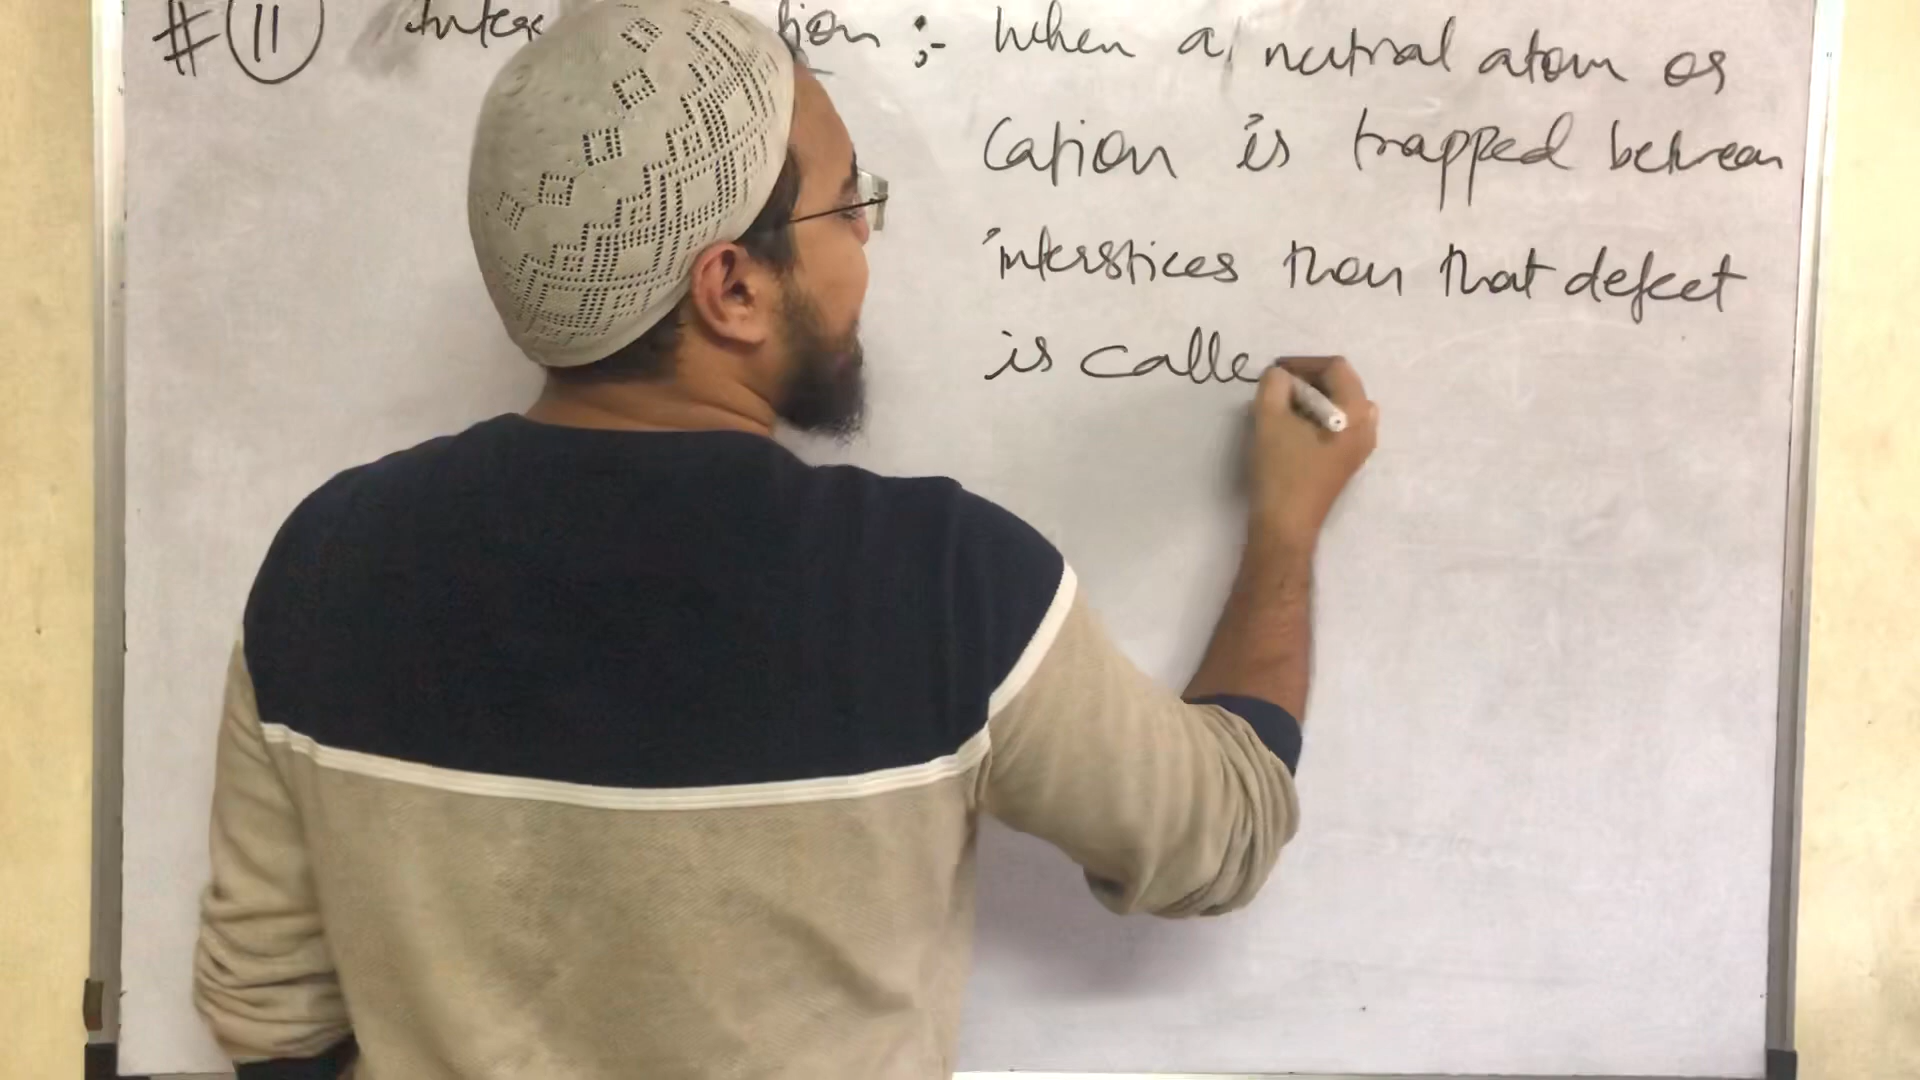 # 11 :- When a neutral atom or
Cation is trapped between
interstices then that defect
is calle